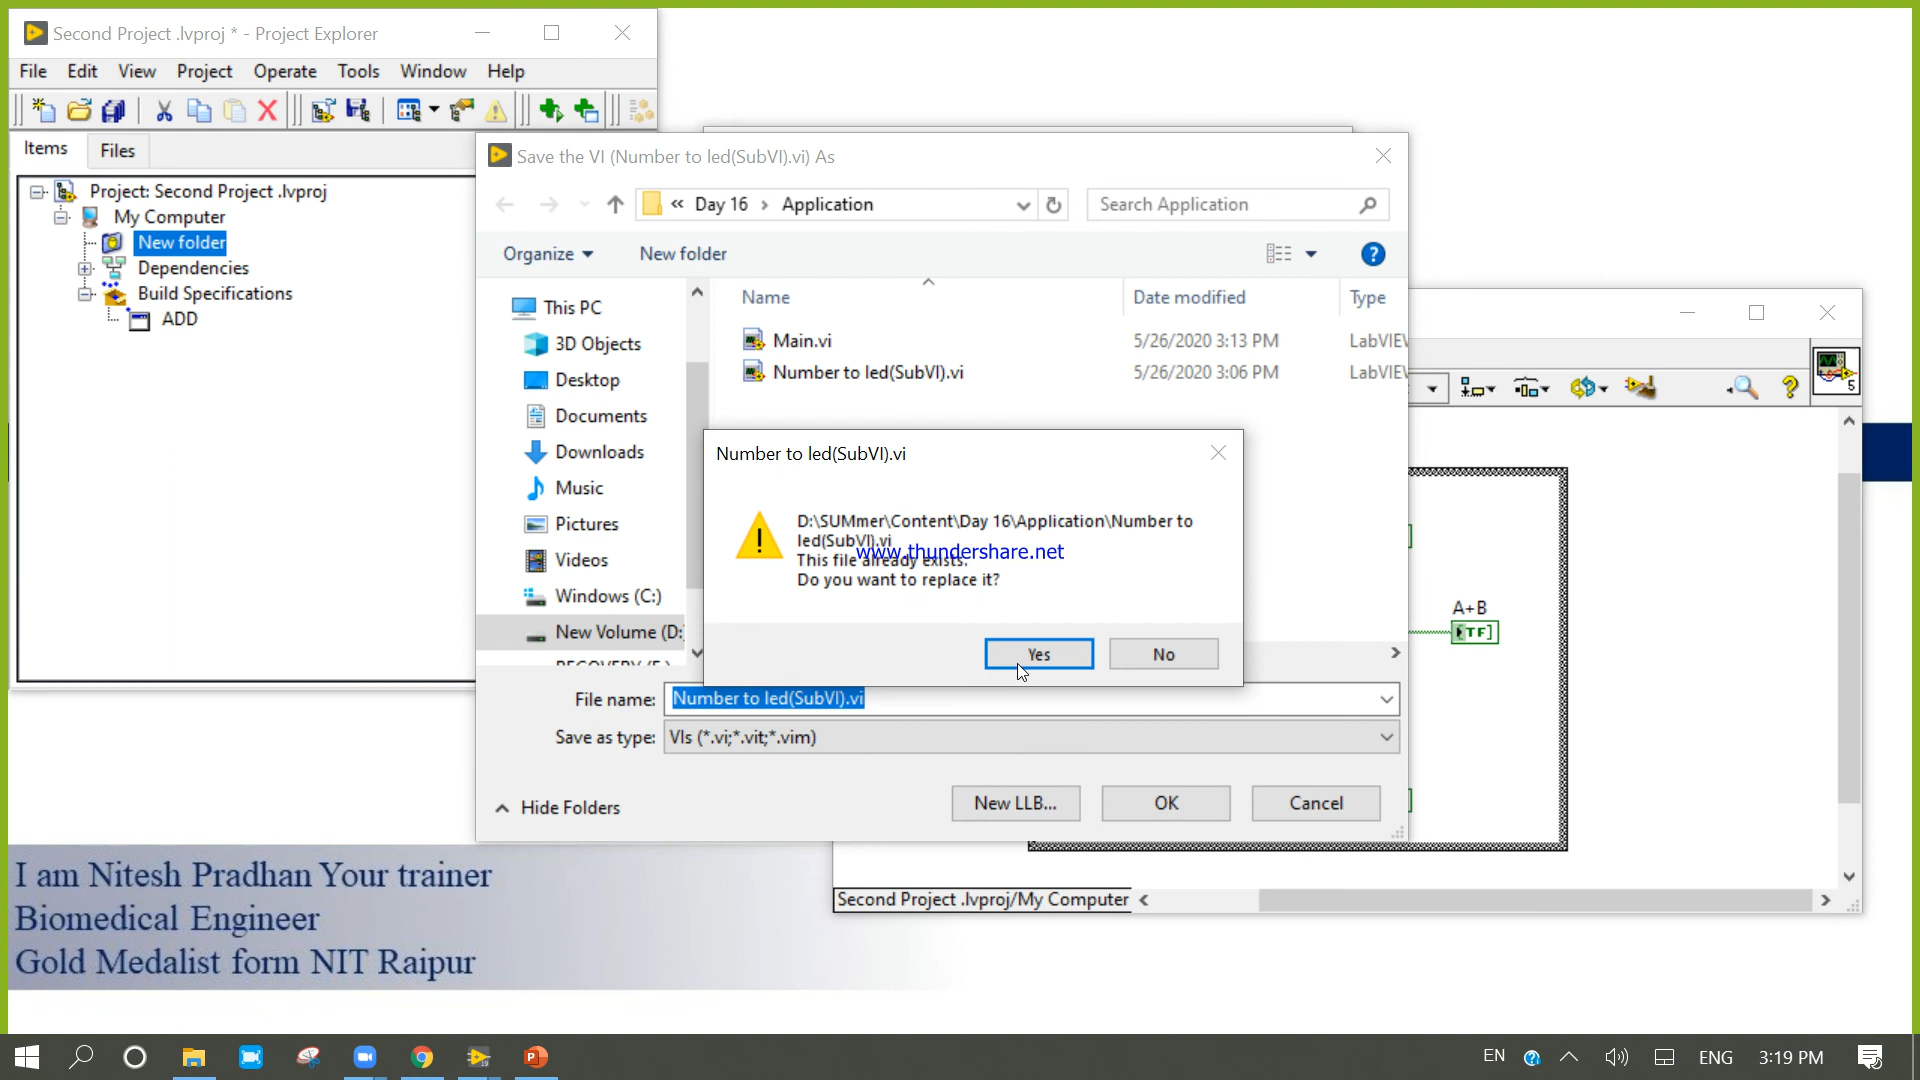 Second Project .lvproj * - Project Explorer
File Edit View Project Operate Tools Window Help
Items Files
Project: Second Project .lvproj
My Computer
New folder
Dependencies
Build Specifications
ADD
Save the VI (Number to led(SubVI).vi) As
« Day 16 › Application
Search Application
Organize
New folder
?
Name Date modified Type
This PC
3D Objects
Desktop
Documents
Downloads
Music
Pictures
Videos
Windows (C:)
New Volume (D:
Main.vi 5/26/2020 3:13 PM LabVIEW
Number to led(SubVI).vi 5/26/2020 3:06 PM LabVIEW
Number to led(SubVI).vi
D:\SUMmer\Content\Day 16\Application\Number to
led(SubVI).vi
This file already exists.
Do you want to replace it?
www.thundershare.net
Yes No
File name: Number to led(SubVI).vi
Save as type: VIs (*.vi;*.vit;*.vim)
Hide Folders
New LLB... OK Cancel
5
A+B
TF
Second Project .lvproj/My Computer
I am Nitesh Pradhan Your trainer
Biomedical Engineer
Gold Medalist form NIT Raipur
EN ENG 3:19 PM